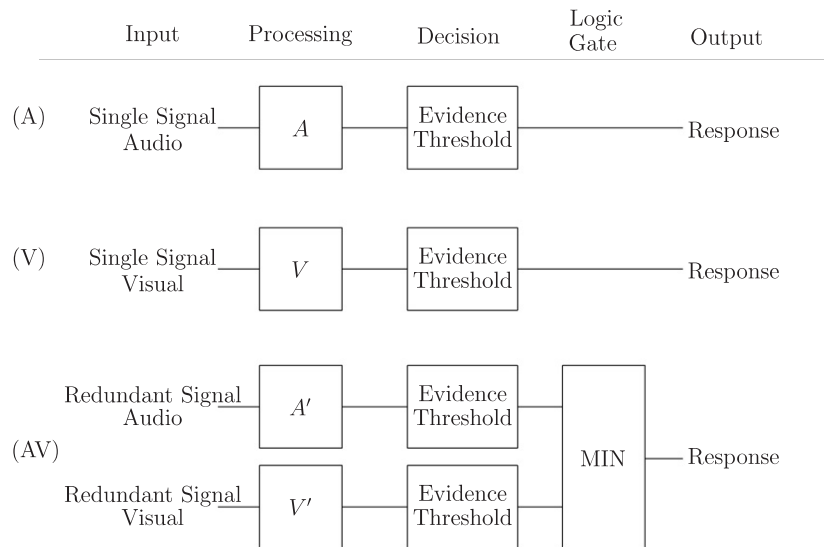 Input Processing Decision Logic Gate Output
(A) Single Signal Audio A Evidence Threshold Response
(V) Single Signal Visual V Evidence Threshold Response
Redundant Signal Audio A′ Evidence Threshold
(AV) MIN Response
Redundant Signal Visual V′ Evidence Threshold